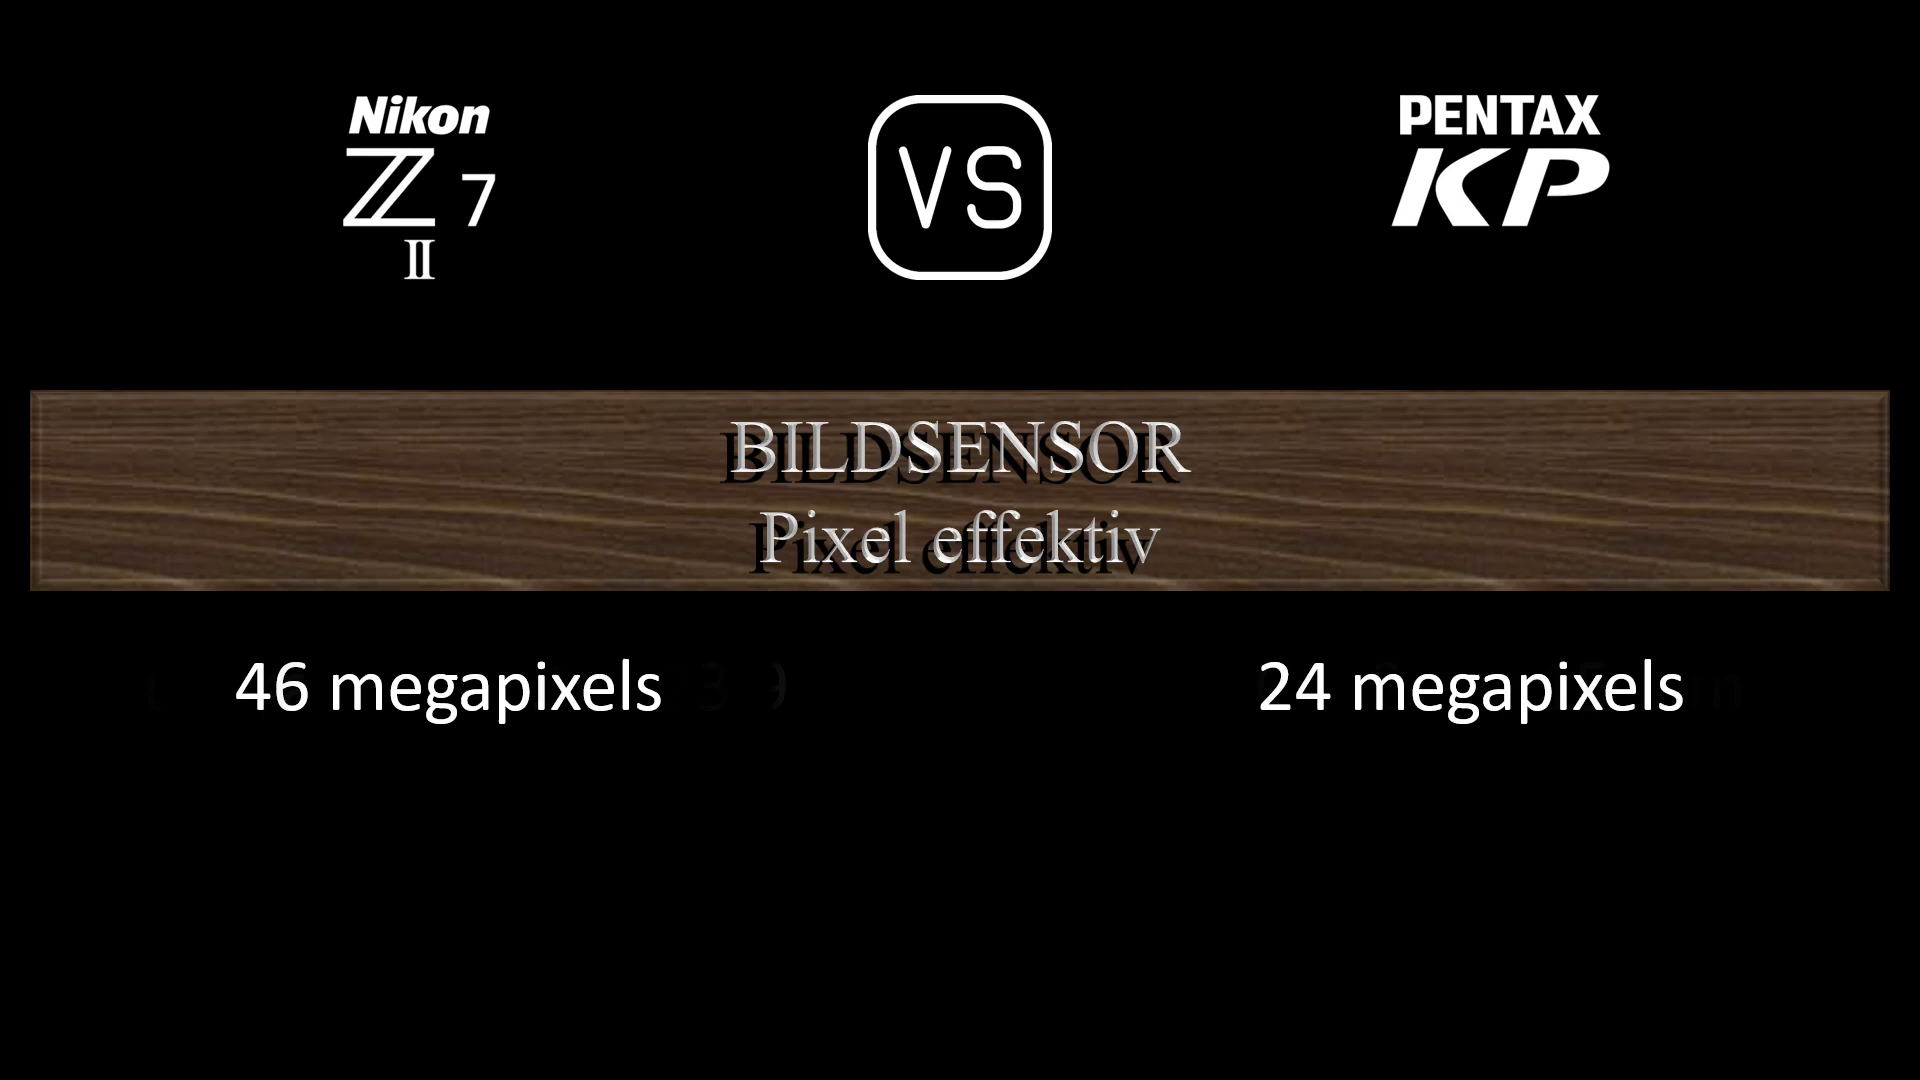 Nikon
VS
PENTAX
Z 7
KP
II
BILDSENSOR
Pixel effektiv
46 megapixels
24 megapixels